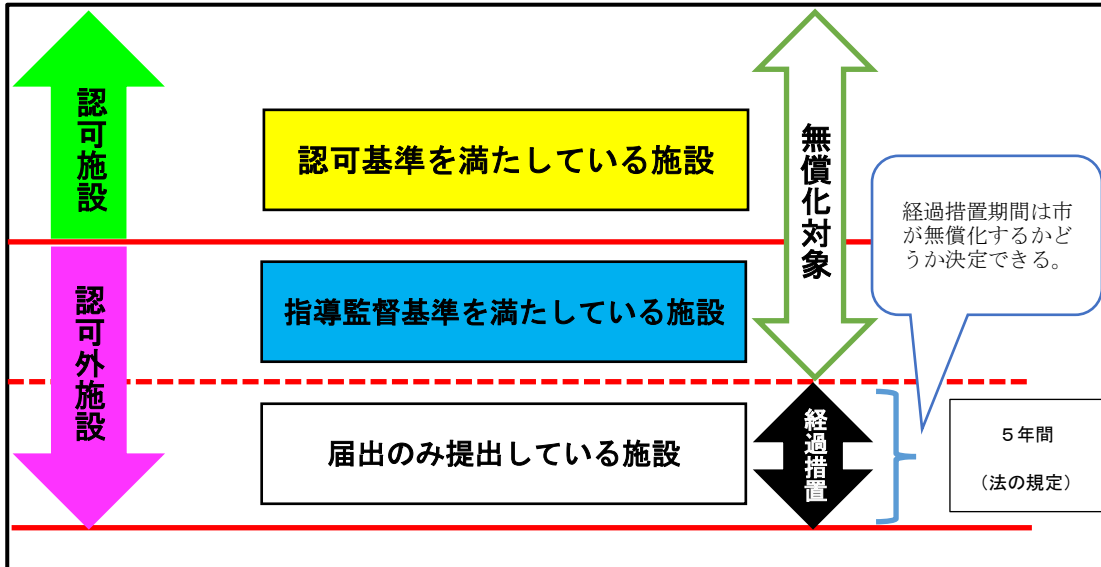 認可施設
認可基準を満たしている施設
無償化対象
経過措置期間は市
が無償化するかど
うか決定できる。
認可外施設
指導監督基準を満たしている施設
届出のみ提出している施設
経過措置
５年間
（法の規定）